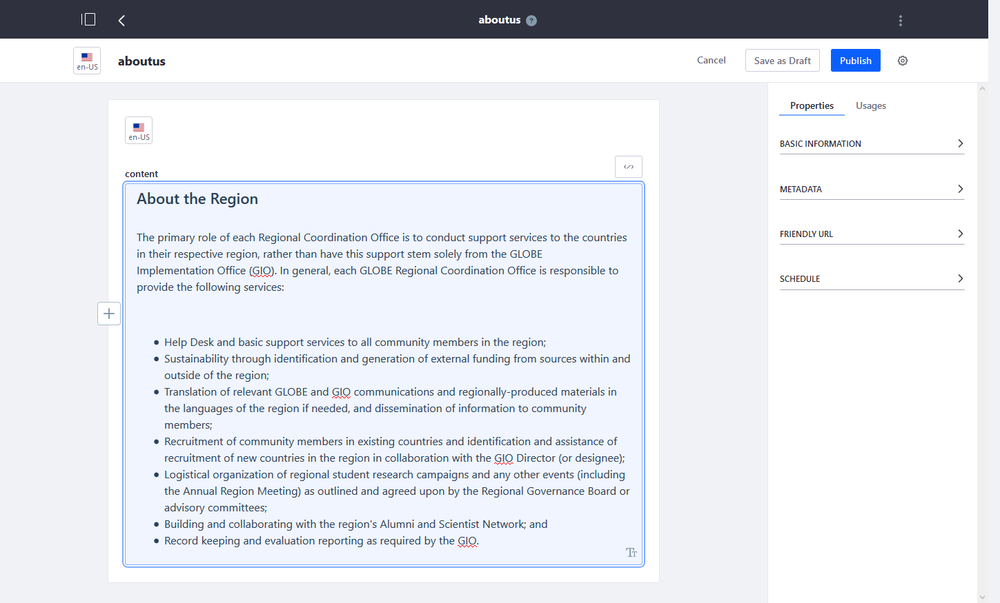 aboutus ?
en-US
aboutus
Cancel
Save as Draft
Publish
en-US
content
</>
About the Region
The primary role of each Regional Coordination Office is to conduct support services to the countries
in their respective region, rather than have this support stem solely from the GLOBE
Implementation Office (GIO). In general, each GLOBE Regional Coordination Office is responsible to
provide the following services:
Help Desk and basic support services to all community members in the region;
Sustainability through identification and generation of external funding from sources within and
outside of the region;
Translation of relevant GLOBE and GIO communications and regionally-produced materials in
the languages of the region if needed, and dissemination of information to community
members;
Recruitment of community members in existing countries and identification and assistance of
recruitment of new countries in the region in collaboration with the GIO Director (or designee);
Logistical organization of regional student research campaigns and any other events (including
the Annual Region Meeting) as outlined and agreed upon by the Regional Governance Board or
advisory committees;
Building and collaborating with the region's Alumni and Scientist Network; and
Record keeping and evaluation reporting as required by the GIO.
TT
Properties
Usages
BASIC INFORMATION
METADATA
FRIENDLY URL
SCHEDULE